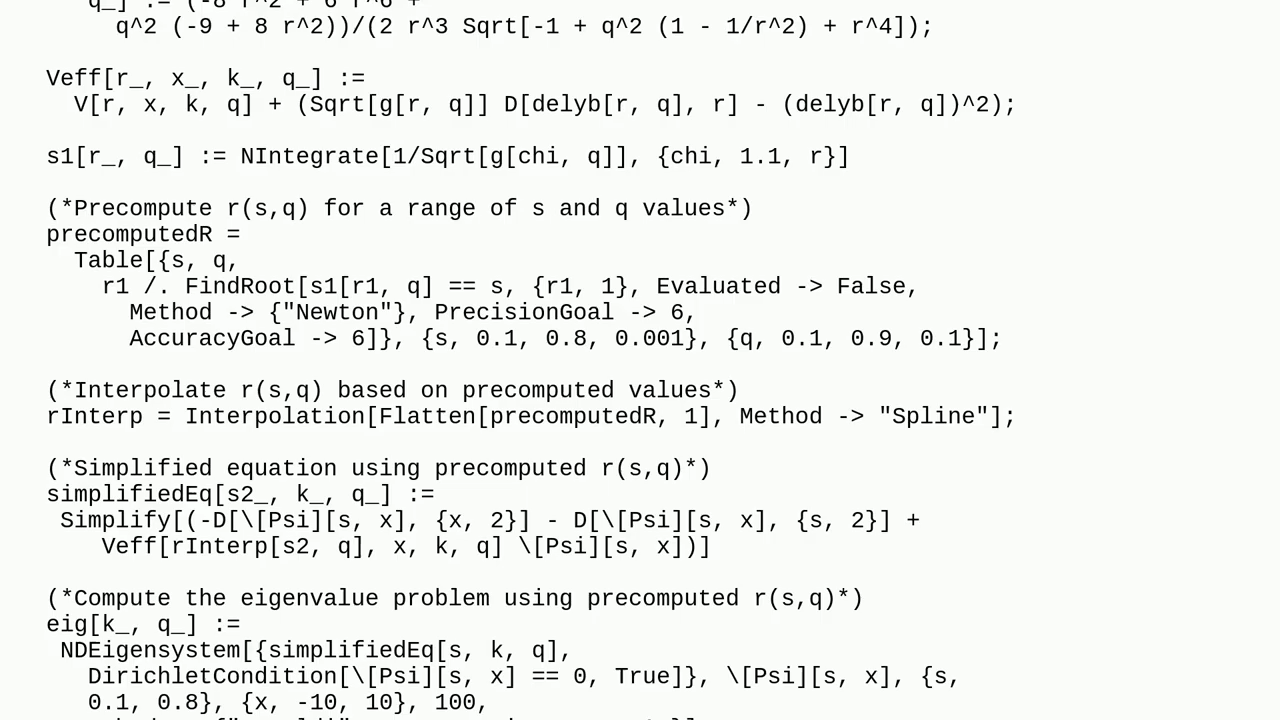 q_] := (-8 r^2 + 6 r^6 +
q^2 (-9 + 8 r^2))/(2 r^3 Sqrt[-1 + q^2 (1 - 1/r^2) + r^4]);
Veff[r_, x_, k_, q_] :=
V[r, x, k, q] + (Sqrt[g[r, q]] D[delyb[r, q], r] - (delyb[r, q])^2);
s1[r_, q_] := NIntegrate[1/Sqrt[g[chi, q]], {chi, 1.1, r}]
(*Precompute r(s,q) for a range of s and q values*)
precomputedR =
Table[{s, q,
r1 /. FindRoot[s1[r1, q] == s, {r1, 1}, Evaluated -> False,
Method -> {"Newton"}, PrecisionGoal -> 6,
AccuracyGoal -> 6]}, {s, 0.1, 0.8, 0.001}, {q, 0.1, 0.9, 0.1}];
(*Interpolate r(s,q) based on precomputed values*)
rInterp = Interpolation[Flatten[precomputedR, 1], Method -> "Spline"];
(*Simplified equation using precomputed r(s,q)*)
simplifiedEq[s2_, k_, q_] :=
Simplify[(-D[\[Psi][s, x], {x, 2}] - D[\[Psi][s, x], {s, 2}] +
Veff[rInterp[s2, q], x, k, q] \[Psi][s, x])]
(*Compute the eigenvalue problem using precomputed r(s,q)*)
eig[k_, q_] :=
NDEigensystem[{simplifiedEq[s, k, q],
DirichletCondition[\[Psi][s, x] == 0, True]}, \[Psi][s, x], {s,
0.1, 0.8}, {x, -10, 10}, 100,